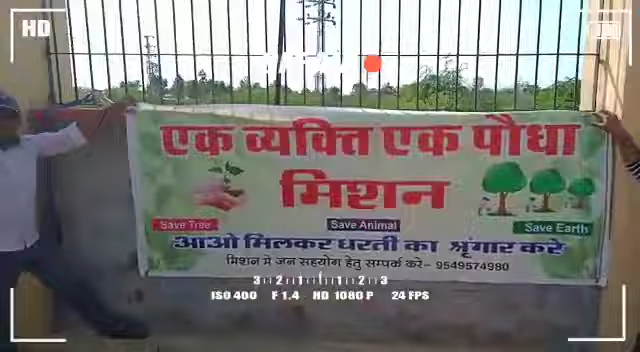 HD
एक व्यक्ति एक पौधा
मिशन
Save Tree Save Animal Save Earth
आओ मिलकर धरती का श्रृंगार करे
मिशन मे जन सहयोग हेतु सम्पर्क करे- 9549574980
3 2 1 1 2 3
ISO 400 F 1.4 HD 1080 P 24 FPS